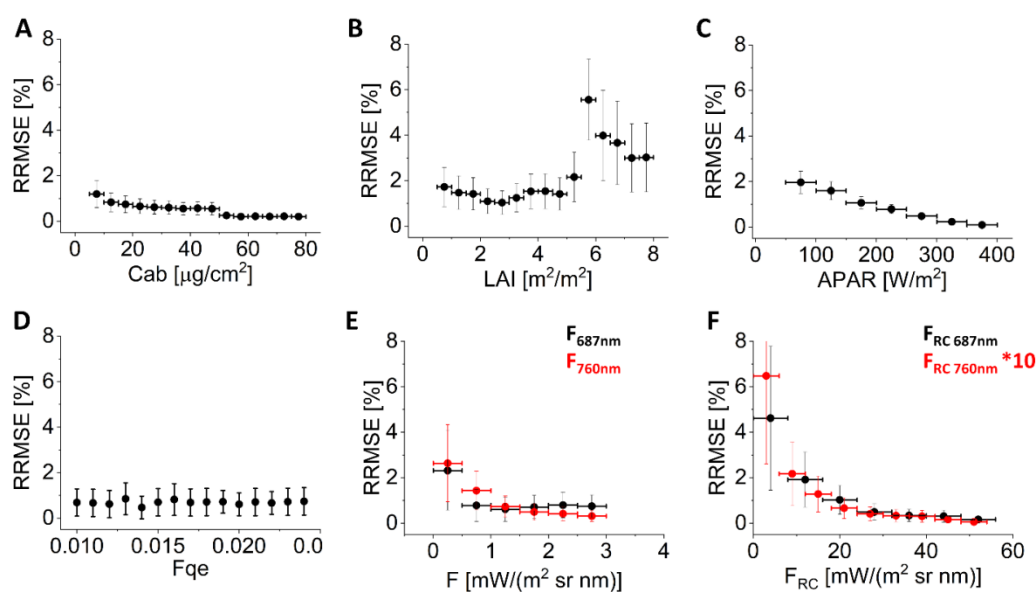 A
RRMSE [%]
8
6
4
2
0
0 20 40 60 80
Cab [μg/cm²]
B
RRMSE [%]
8
6
4
2
0
0 2 4 6 8
LAI [m²/m²]
C
RRMSE [%]
8
6
4
2
0
0 100 200 300 400
APAR [W/m²]
D
RRMSE [%]
8
6
4
2
0
0.010 0.015 0.020 0.0
Fqe
E
F687nm
F760nm
RRMSE [%]
8
6
4
2
0
0 1 2 3 4
F [mW/(m² sr nm)]
F
FRC 687nm
FRC 760nm *10
RRMSE [%]
8
6
4
2
0
0 20 40 60
FRC [mW/(m² sr nm)]